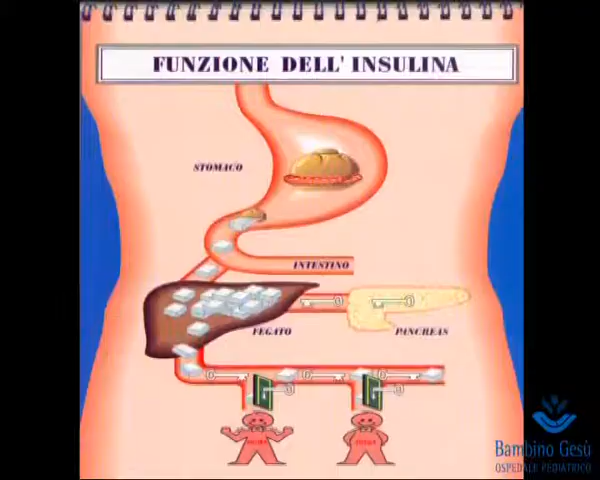 FUNZIONE DELL'INSULINA
STOMACO
INTESTINO
FEGATO
PANCREAS
Bambino Gesù
OSPEDALE PEDIATRICO